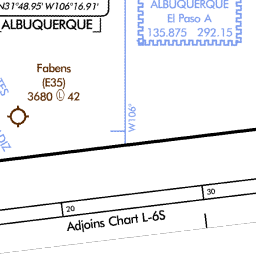 N31°48.95' W106°16.91'
ALBUQUERQUE
ALBUQUERQUE
El Paso A
135.875 292.15
Fabens
(E35)
3680 Ⓛ 42
W106°
20
30
Adjoins Chart L-6S